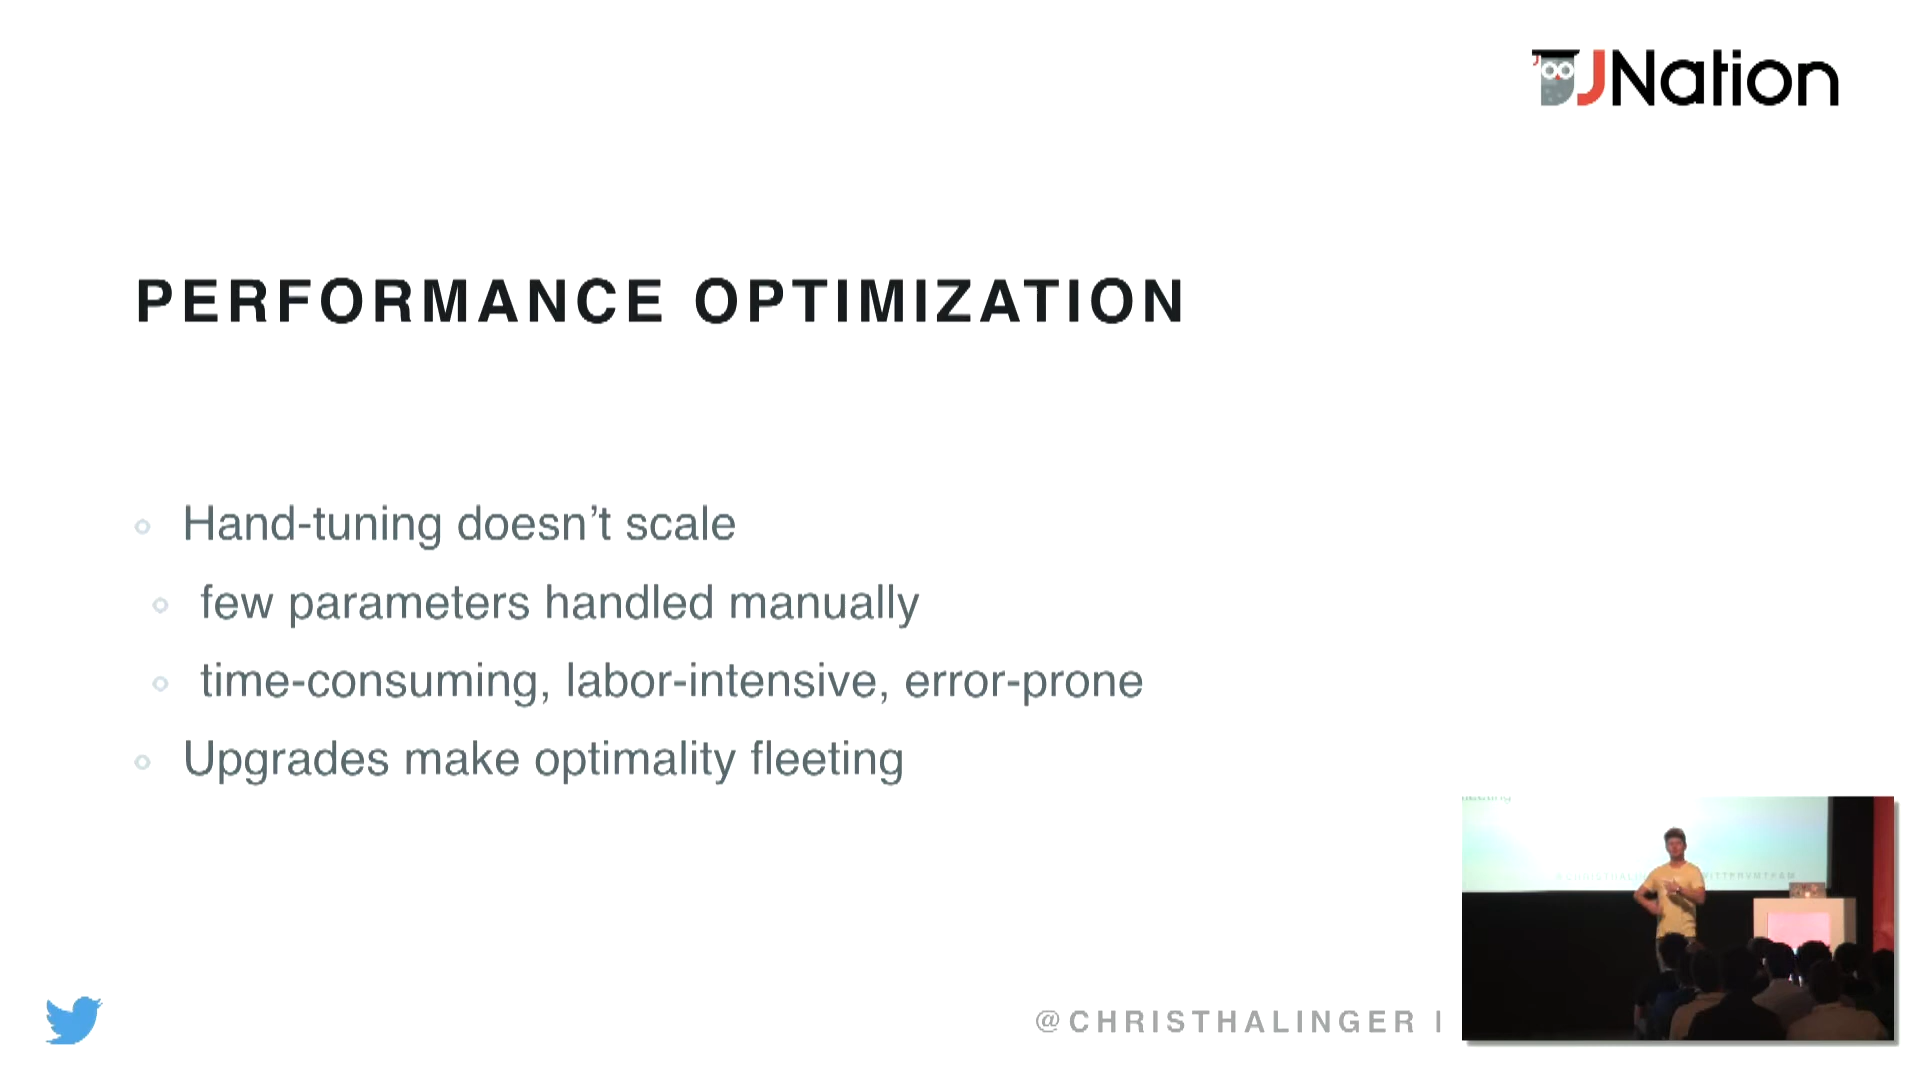 JNation
PERFORMANCE OPTIMIZATION
Hand-tuning doesn’t scale
few parameters handled manually
time-consuming, labor-intensive, error-prone
Upgrades make optimality fleeting
@CHRISTHALINGER |